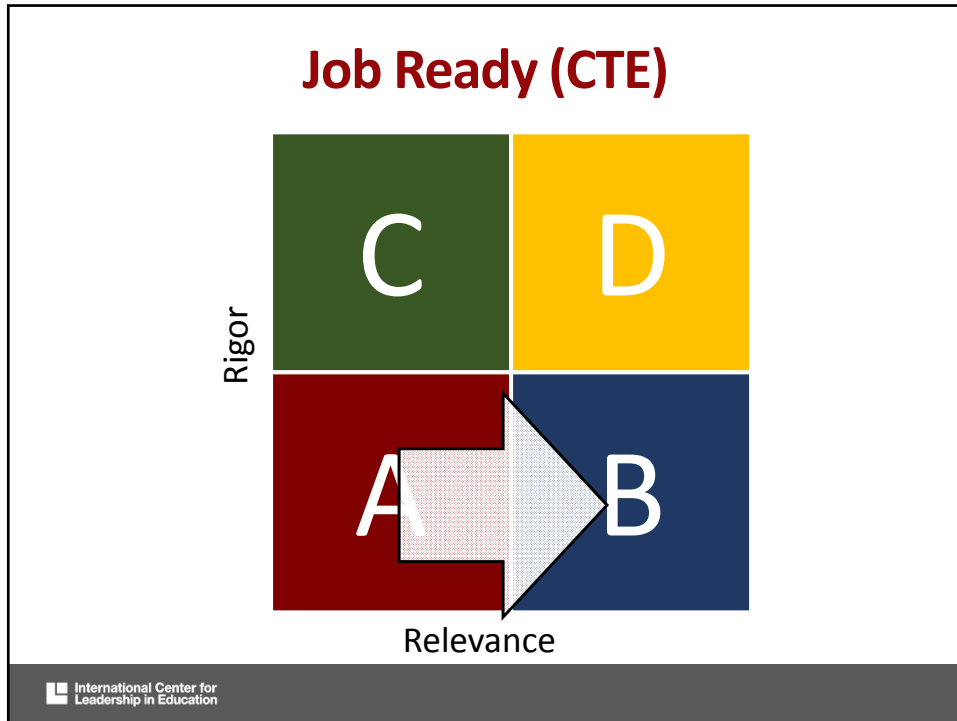 Job Ready (CTE)
C D
Rigor
A B
Relevance
International Center for
Leadership in Education